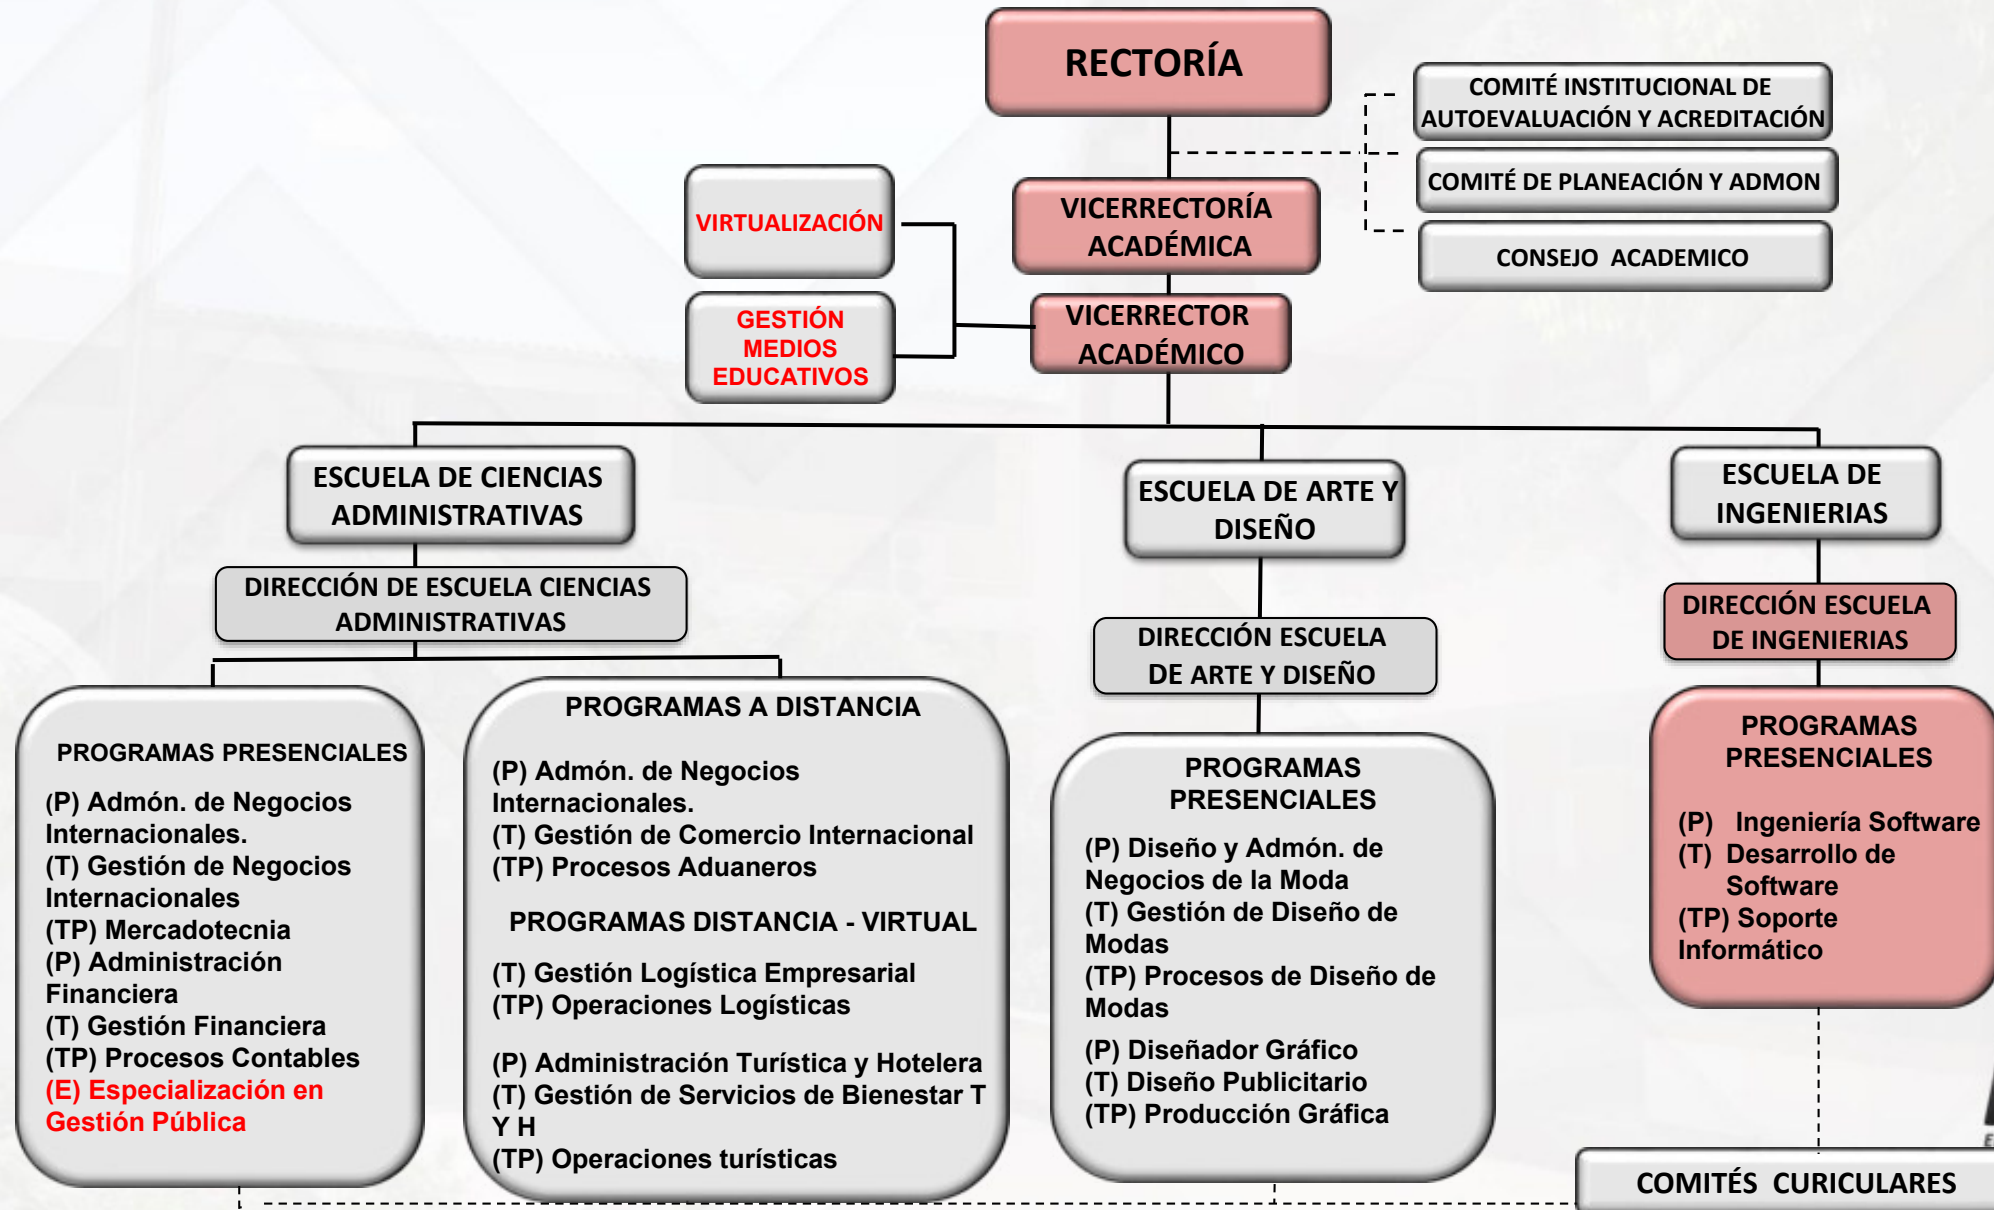 RECTORÍA
COMITÉ INSTITUCIONAL DE
AUTOEVALUACIÓN Y ACREDITACIÓN
COMITÉ DE PLANEACIÓN Y ADMON
CONSEJO ACADEMICO
VIRTUALIZACIÓN
VICERRECTORÍA
ACADÉMICA
GESTIÓN
MEDIOS
EDUCATIVOS
VICERRECTOR
ACADÉMICO
ESCUELA DE CIENCIAS
ADMINISTRATIVAS
ESCUELA DE ARTE Y
DISEÑO
ESCUELA DE
INGENIERIAS
DIRECCIÓN DE ESCUELA CIENCIAS
ADMINISTRATIVAS
DIRECCIÓN ESCUELA
DE ARTE Y DISEÑO
DIRECCIÓN ESCUELA
DE INGENIERIAS
PROGRAMAS PRESENCIALES
(P) Admón. de Negocios
Internacionales.
(T) Gestión de Negocios
Internacionales
(TP) Mercadotecnia
(P) Administración
Financiera
(T) Gestión Financiera
(TP) Procesos Contables
(E) Especialización en
Gestión Pública
PROGRAMAS A DISTANCIA
(P) Admón. de Negocios
Internacionales.
(T) Gestión de Comercio Internacional
(TP) Procesos Aduaneros
PROGRAMAS DISTANCIA - VIRTUAL
(T) Gestión Logística Empresarial
(TP) Operaciones Logísticas
(P) Administración Turística y Hotelera
(T) Gestión de Servicios de Bienestar T
Y H
(TP) Operaciones turísticas
PROGRAMAS
PRESENCIALES
(P) Diseño y Admón. de
Negocios de la Moda
(T) Gestión de Diseño de
Modas
(TP) Procesos de Diseño de
Modas
(P) Diseñador Gráfico
(T) Diseño Publicitario
(TP) Producción Gráfica
PROGRAMAS
PRESENCIALES
(P) Ingeniería Software
(T) Desarrollo de
Software
(TP) Soporte
Informático
COMITÉS CURICULARES